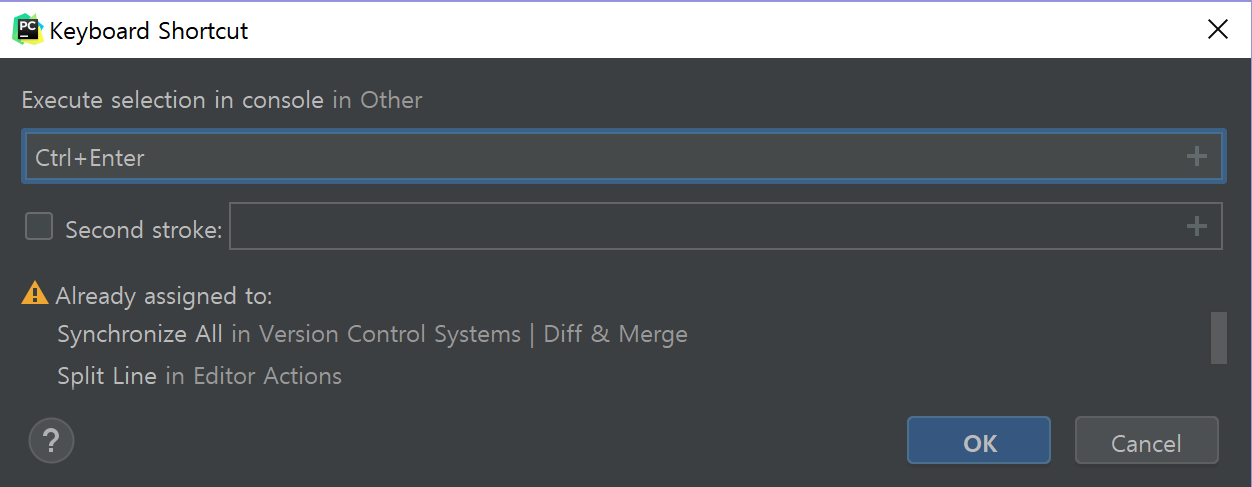 PC Keyboard Shortcut
Execute selection in console in Other
Ctrl+Enter
Second stroke:
Already assigned to:
Synchronize All in Version Control Systems | Diff & Merge
Split Line in Editor Actions
? OK Cancel